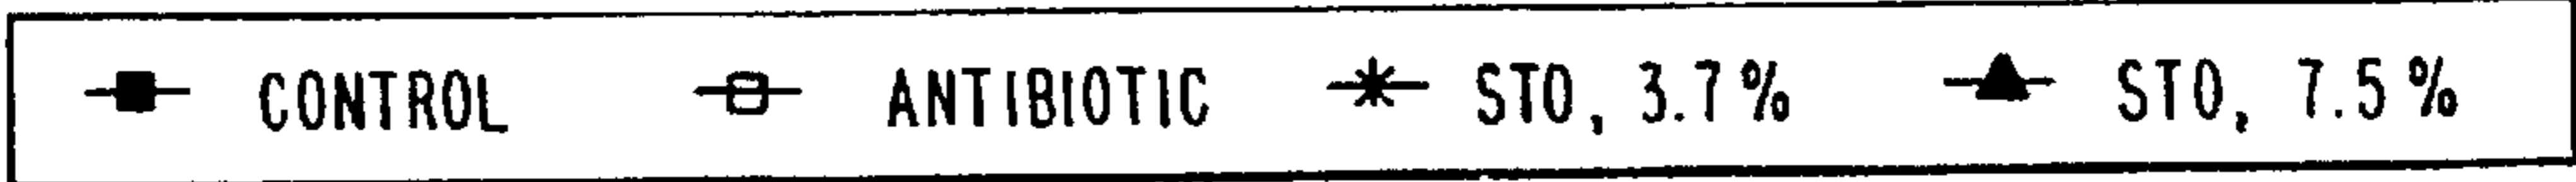 CONTROL ANTIBIOTIC STO, 3.7% STO, 7.5%